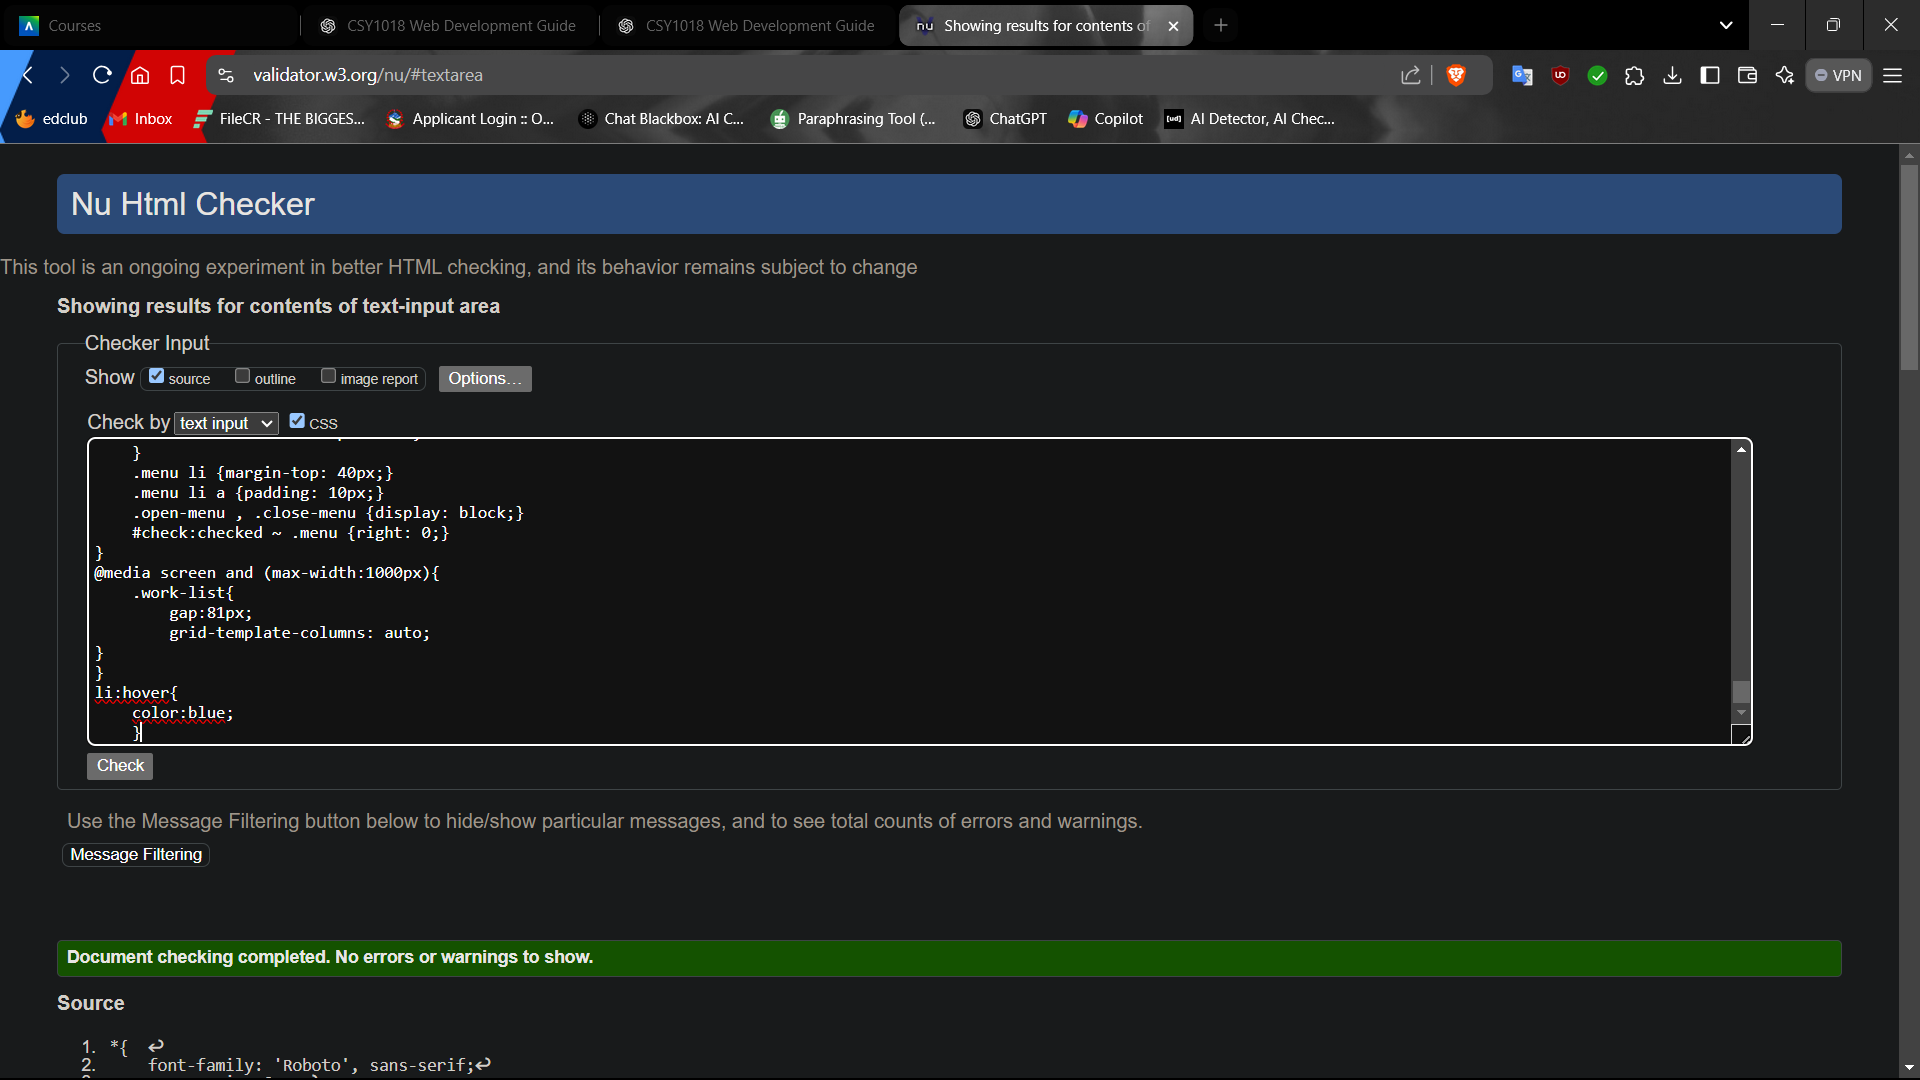 Courses
CSY1018 Web Development Guide
CSY1018 Web Development Guide
nu Showing results for contents of
validator.w3.org/nu/#textarea
VPN
edclub
Inbox
FileCR - THE BIGGES...
Applicant Login :: O...
Chat Blackbox: AI C...
Paraphrasing Tool (...
ChatGPT
Copilot
[ud] AI Detector, AI Chec...
Nu Html Checker
This tool is an ongoing experiment in better HTML checking, and its behavior remains subject to change
Showing results for contents of text-input area
Checker Input
Show source outline image report Options...
Check by text input CSS
}
.menu li {margin-top: 40px;}
.menu li a {padding: 10px;}
.open-menu , .close-menu {display: block;}
#check:checked ~ .menu {right: 0;}
}
@media screen and (max-width:1000px){
.work-list{
gap:81px;
grid-template-columns: auto;
}
}
li:hover{
color:blue;
}
Check
Use the Message Filtering button below to hide/show particular messages, and to see total counts of errors and warnings.
Message Filtering
Document checking completed. No errors or warnings to show.
Source
1. *{ ↩
2. font-family: 'Roboto', sans-serif;↩